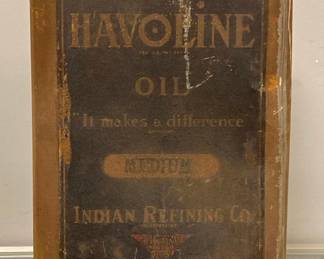 HAVOLINE
OIL
"It makes a difference"
MEDIUM
INDIAN REFINING CO